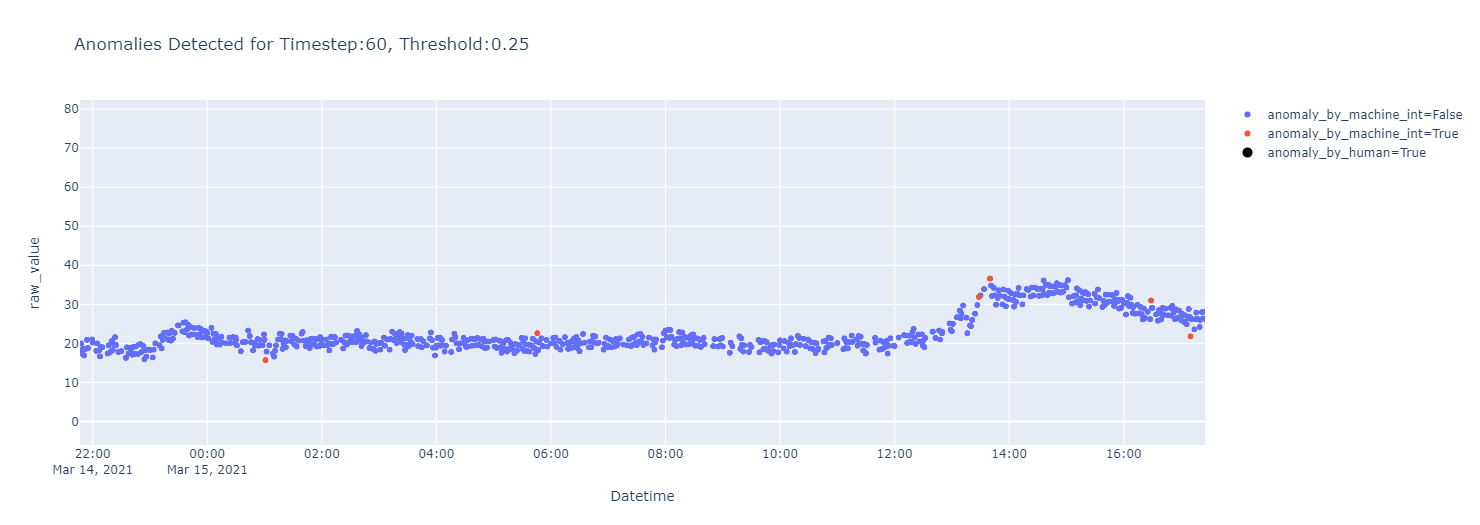 Anomalies Detected for Timestep:60, Threshold:0.25
anomaly_by_machine_int=False
anomaly_by_machine_int=True
anomaly_by_human=True
raw_value
80
70
60
50
40
30
20
10
0
22:00 00:00 02:00 04:00 06:00 08:00 10:00 12:00 14:00 16:00
Mar 14, 2021 Mar 15, 2021
Datetime